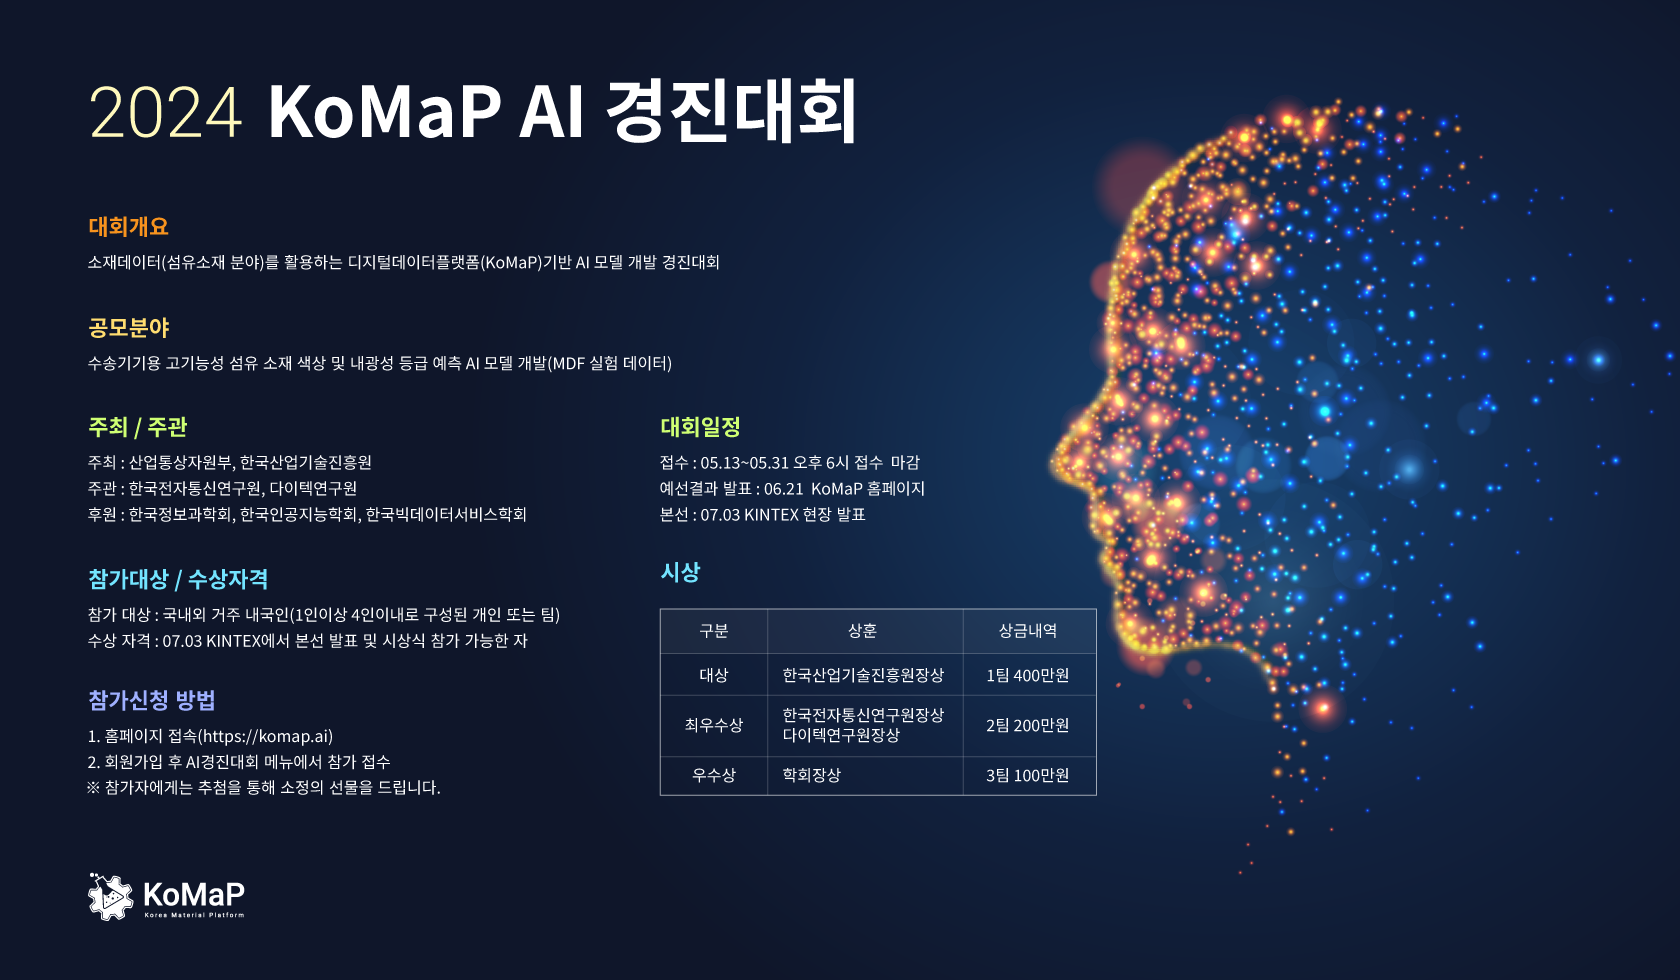 2024 KoMaP AI 경진대회
대회개요
소재데이터(섬유소재 분야)를 활용하는 디지털데이터플랫폼(KoMaP)기반 AI 모델 개발 경진대회
공모분야
수송기기용 고기능성 섬유 소재 색상 및 내광성 등급 예측 AI 모델 개발(MDF 실험 데이터)
주최 / 주관
주최 : 산업통상자원부, 한국산업기술진흥원
주관 : 한국전자통신연구원, 다이텍연구원
후원 : 한국정보과학회, 한국인공지능학회, 한국빅데이터서비스학회
참가대상 / 수상자격
참가 대상 : 국내외 거주 내국인(1인이상 4인이내로 구성된 개인 또는 팀)
수상 자격 : 07.03 KINTEX에서 본선 발표 및 시상식 참가 가능한 자
참가신청 방법
1. 홈페이지 접속(https://komap.ai)
2. 회원가입 후 AI경진대회 메뉴에서 참가 접수
※ 참가자에게는 추첨을 통해 소정의 선물을 드립니다.
대회일정
접수 : 05.13~05.31 오후 6시 접수 마감
예선결과 발표 : 06.21 KoMaP 홈페이지
본선 : 07.03 KINTEX 현장 발표
시상
구분 상훈 상금내역
대상 한국산업기술진흥원장상 1팀 400만원
최우수상 한국전자통신연구원장상
다이텍연구원장상 2팀 200만원
우수상 학회장상 3팀 100만원
KoMaP
Korea Material Platform